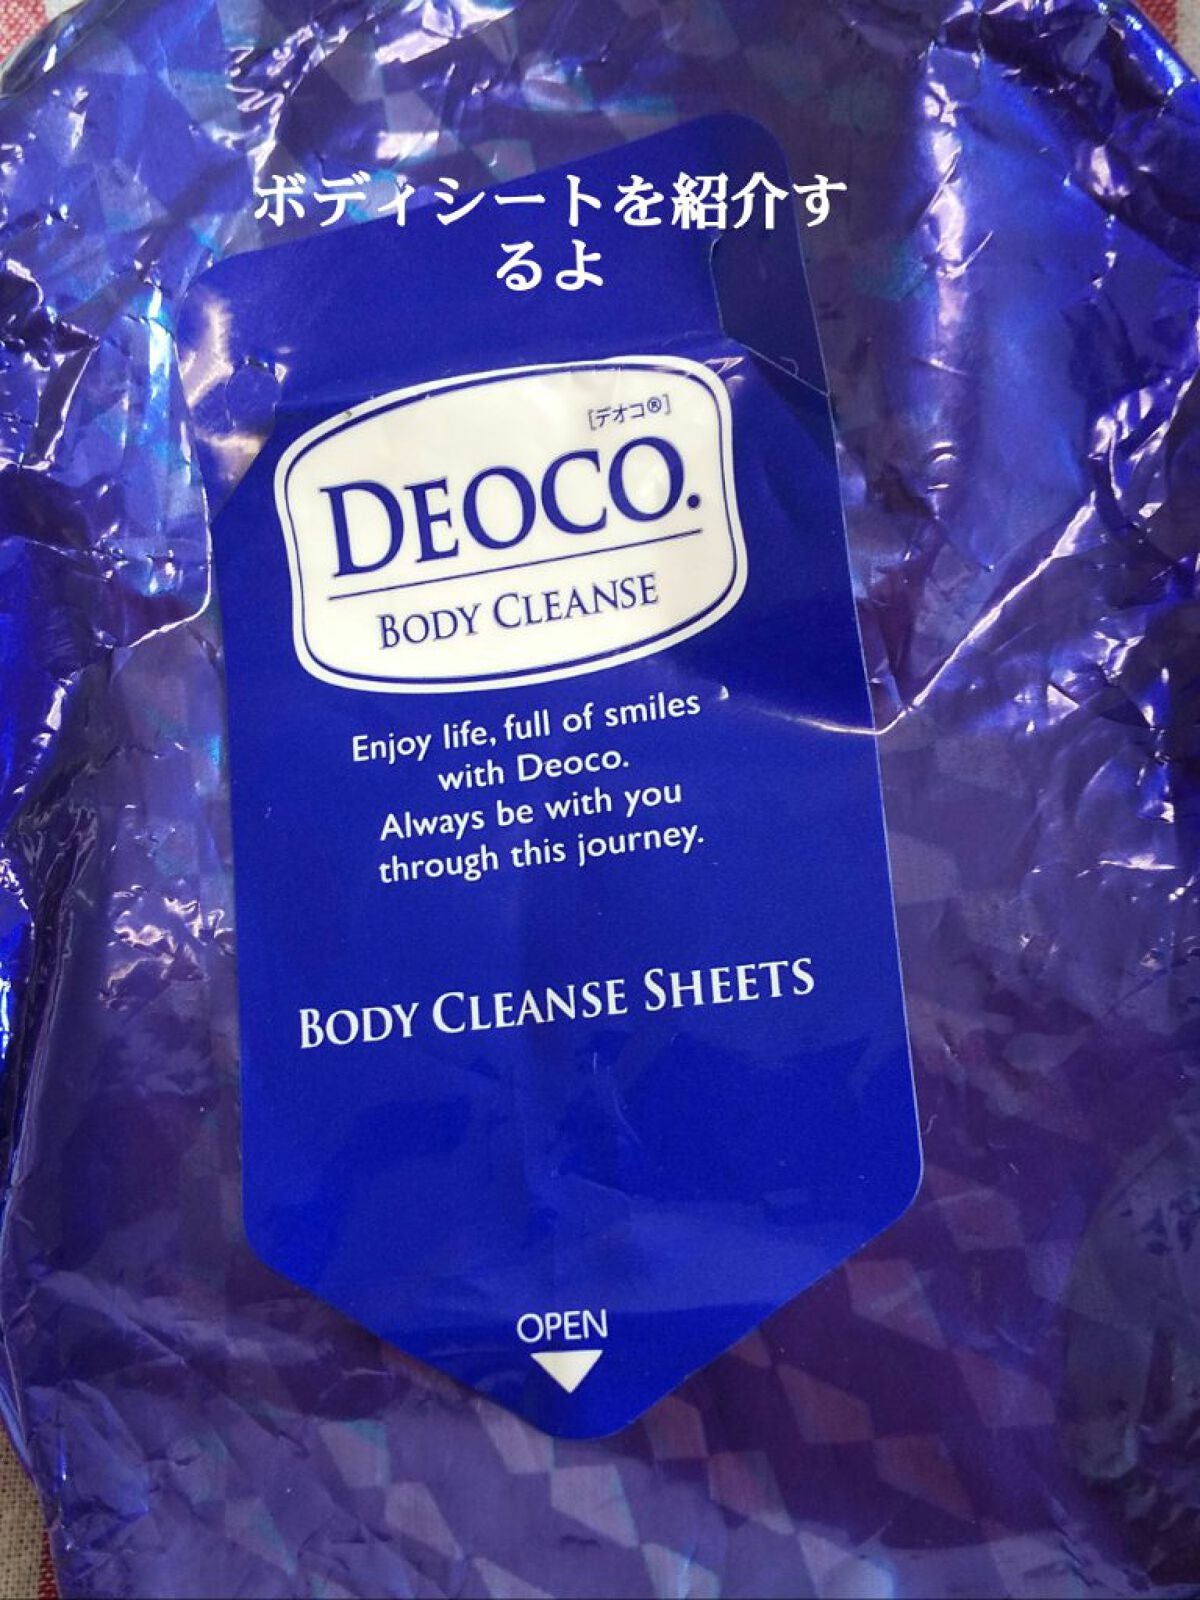 ボディシートを紹介す
るよ
[デオコ®]
DEOCO.
BODY CLEANSE
Enjoy life, full of smiles
with Deoco.
Always be with you
through this journey.
BODY CLEANSE SHEETS
OPEN